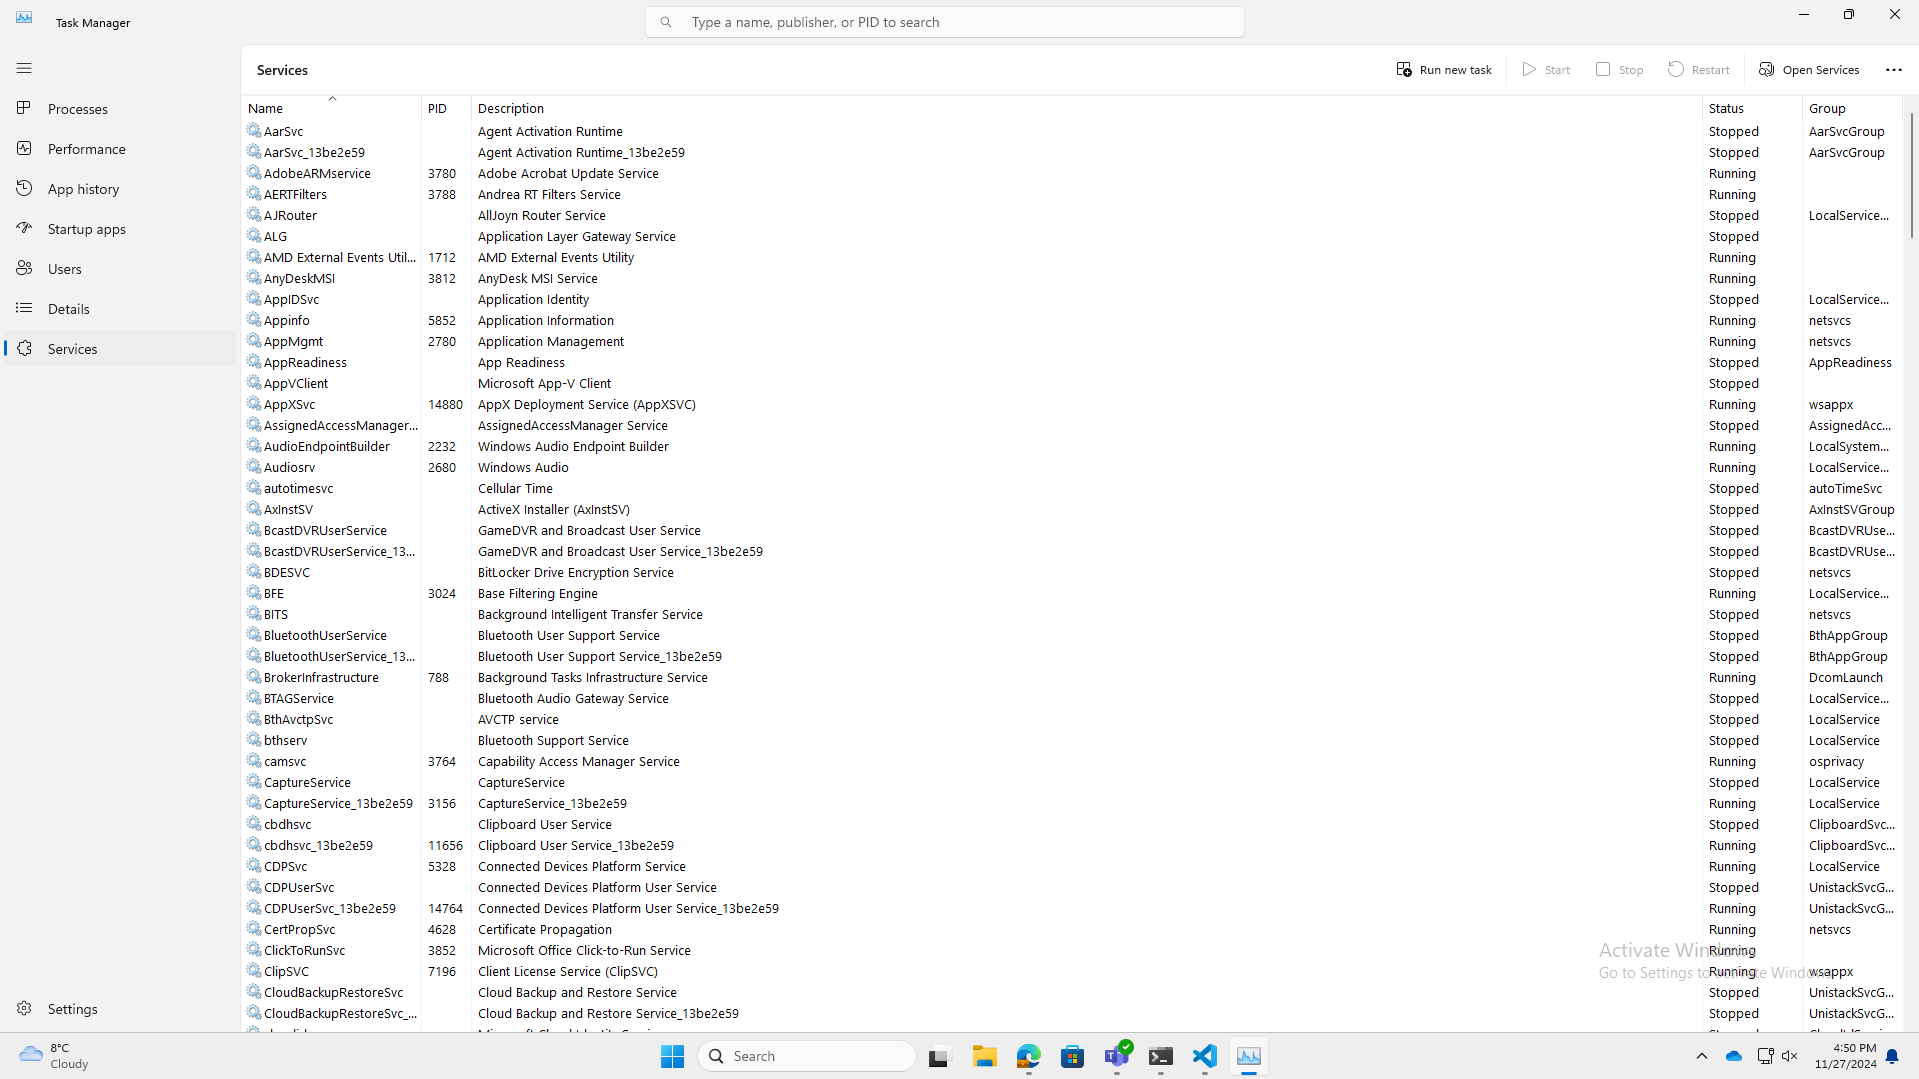 Task Manager
Type a name, publisher, or PID to search
Services
Run new task
Start
Stop
Restart
Open Services
Processes
Performance
App history
Startup apps
Users
Details
Services
Settings
Name PID Description Status Group
AarSvc Agent Activation Runtime Stopped AarSvcGroup
AarSvc_13be2e59 Agent Activation Runtime_13be2e59 Stopped AarSvcGroup
AdobeARMservice 3780 Adobe Acrobat Update Service Running
AERTFilters 3788 Andrea RT Filters Service Running
AJRouter AllJoyn Router Service Stopped LocalService...
ALG Application Layer Gateway Service Stopped
AMD External Events Util... 1712 AMD External Events Utility Running
AnyDeskMSI 3812 AnyDesk MSI Service Running
AppIDSvc Application Identity Stopped LocalService...
Appinfo 5852 Application Information Running netsvcs
AppMgmt 2780 Application Management Running netsvcs
AppReadiness App Readiness Stopped AppReadiness
AppVClient Microsoft App-V Client Stopped
AppXSvc 14880 AppX Deployment Service (AppXSVC) Running wsappx
AssignedAccessManager... AssignedAccessManager Service Stopped AssignedAcc...
AudioEndpointBuilder 2232 Windows Audio Endpoint Builder Running LocalSystem...
Audiosrv 2680 Windows Audio Running LocalService...
autotimesvc Cellular Time Stopped autoTimeSvc
AxInstSV ActiveX Installer (AxInstSV) Stopped AxInstSVGroup
BcastDVRUserService GameDVR and Broadcast User Service Stopped BcastDVRUse...
BcastDVRUserService_13... GameDVR and Broadcast User Service_13be2e59 Stopped BcastDVRUse...
BDESVC BitLocker Drive Encryption Service Stopped netsvcs
BFE 3024 Base Filtering Engine Running LocalService...
BITS Background Intelligent Transfer Service Stopped netsvcs
BluetoothUserService Bluetooth User Support Service Stopped BthAppGroup
BluetoothUserService_13... Bluetooth User Support Service_13be2e59 Stopped BthAppGroup
BrokerInfrastructure 788 Background Tasks Infrastructure Service Running DcomLaunch
BTAGService Bluetooth Audio Gateway Service Stopped LocalService...
BthAvctpSvc AVCTP service Stopped LocalService
bthserv Bluetooth Support Service Stopped LocalService
camsvc 3764 Capability Access Manager Service Running osprivacy
CaptureService CaptureService Stopped LocalService
CaptureService_13be2e59 3156 CaptureService_13be2e59 Running LocalService
cbdhsvc Clipboard User Service Stopped ClipboardSvc...
cbdhsvc_13be2e59 11656 Clipboard User Service_13be2e59 Running ClipboardSvc...
CDPSvc 5328 Connected Devices Platform Service Running LocalService
CDPUserSvc Connected Devices Platform User Service Stopped UnistackSvcG...
CDPUserSvc_13be2e59 14764 Connected Devices Platform User Service_13be2e59 Running UnistackSvcG...
CertPropSvc 4628 Certificate Propagation Running netsvcs
ClickToRunSvc 3852 Microsoft Office Click-to-Run Service Running
ClipSVC 7196 Client License Service (ClipSVC) Running wsappx
CloudBackupRestoreSvc Cloud Backup and Restore Service Stopped UnistackSvcG...
CloudBackupRestoreSvc_... Cloud Backup and Restore Service_13be2e59 Stopped UnistackSvcG...
Activate Windows
Go to Settings to activate Windows.
8°C
Cloudy
Search
4:50 PM
11/27/2024